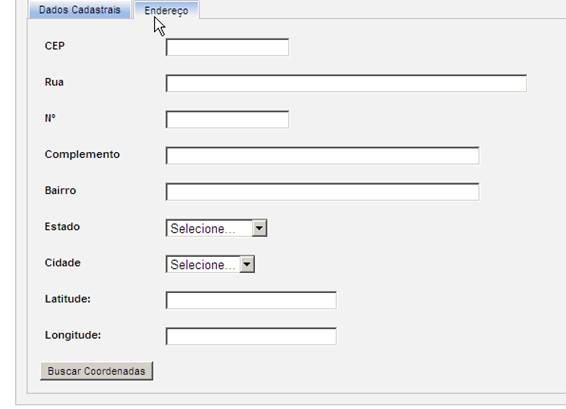 Dados Cadastrais Endereço
CEP
Rua
Nº
Complemento
Bairro
Estado Selecione...
Cidade Selecione...
Latitude:
Longitude:
Buscar Coordenadas